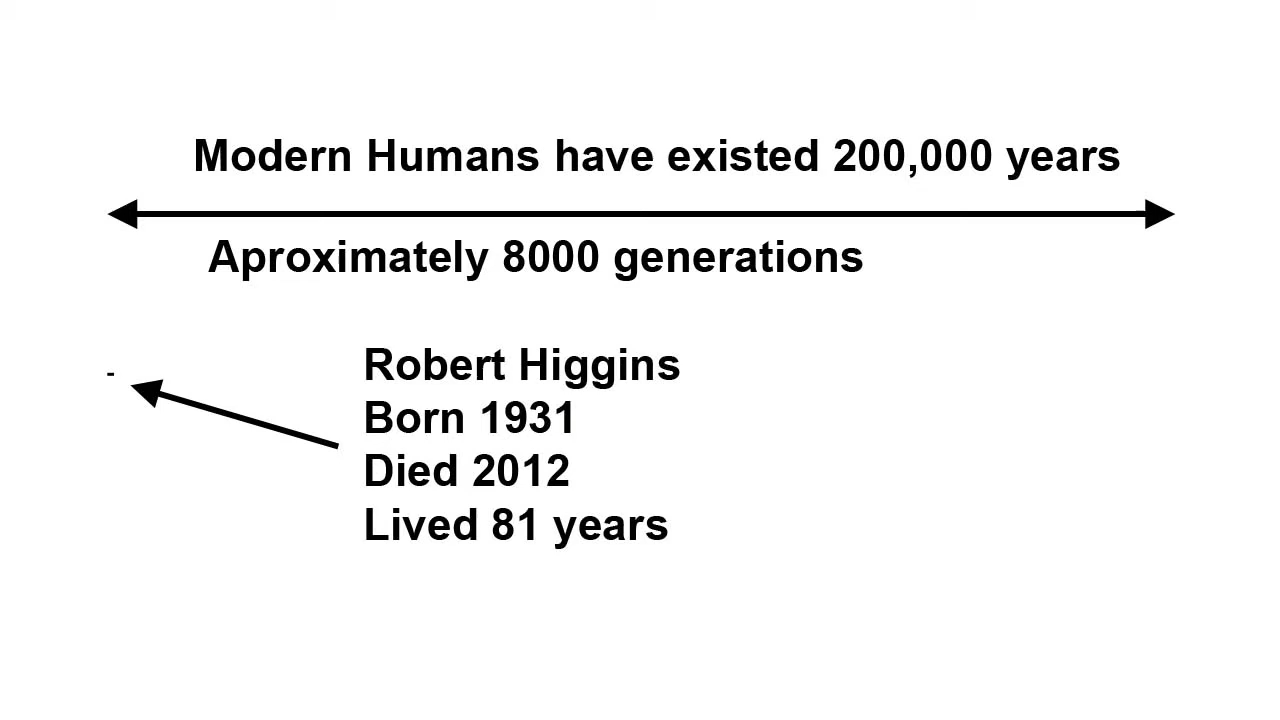 Modern Humans have existed 200,000 years
Aproximately 8000 generations
Robert Higgins
Born 1931
Died 2012
Lived 81 years